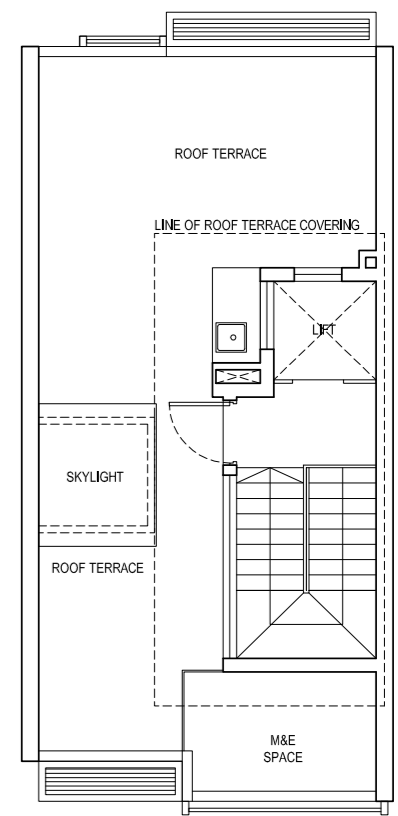 ROOF TERRACE
LINE OF ROOF TERRACE COVERING
LIFT
SKYLIGHT
ROOF TERRACE
M&E
SPACE